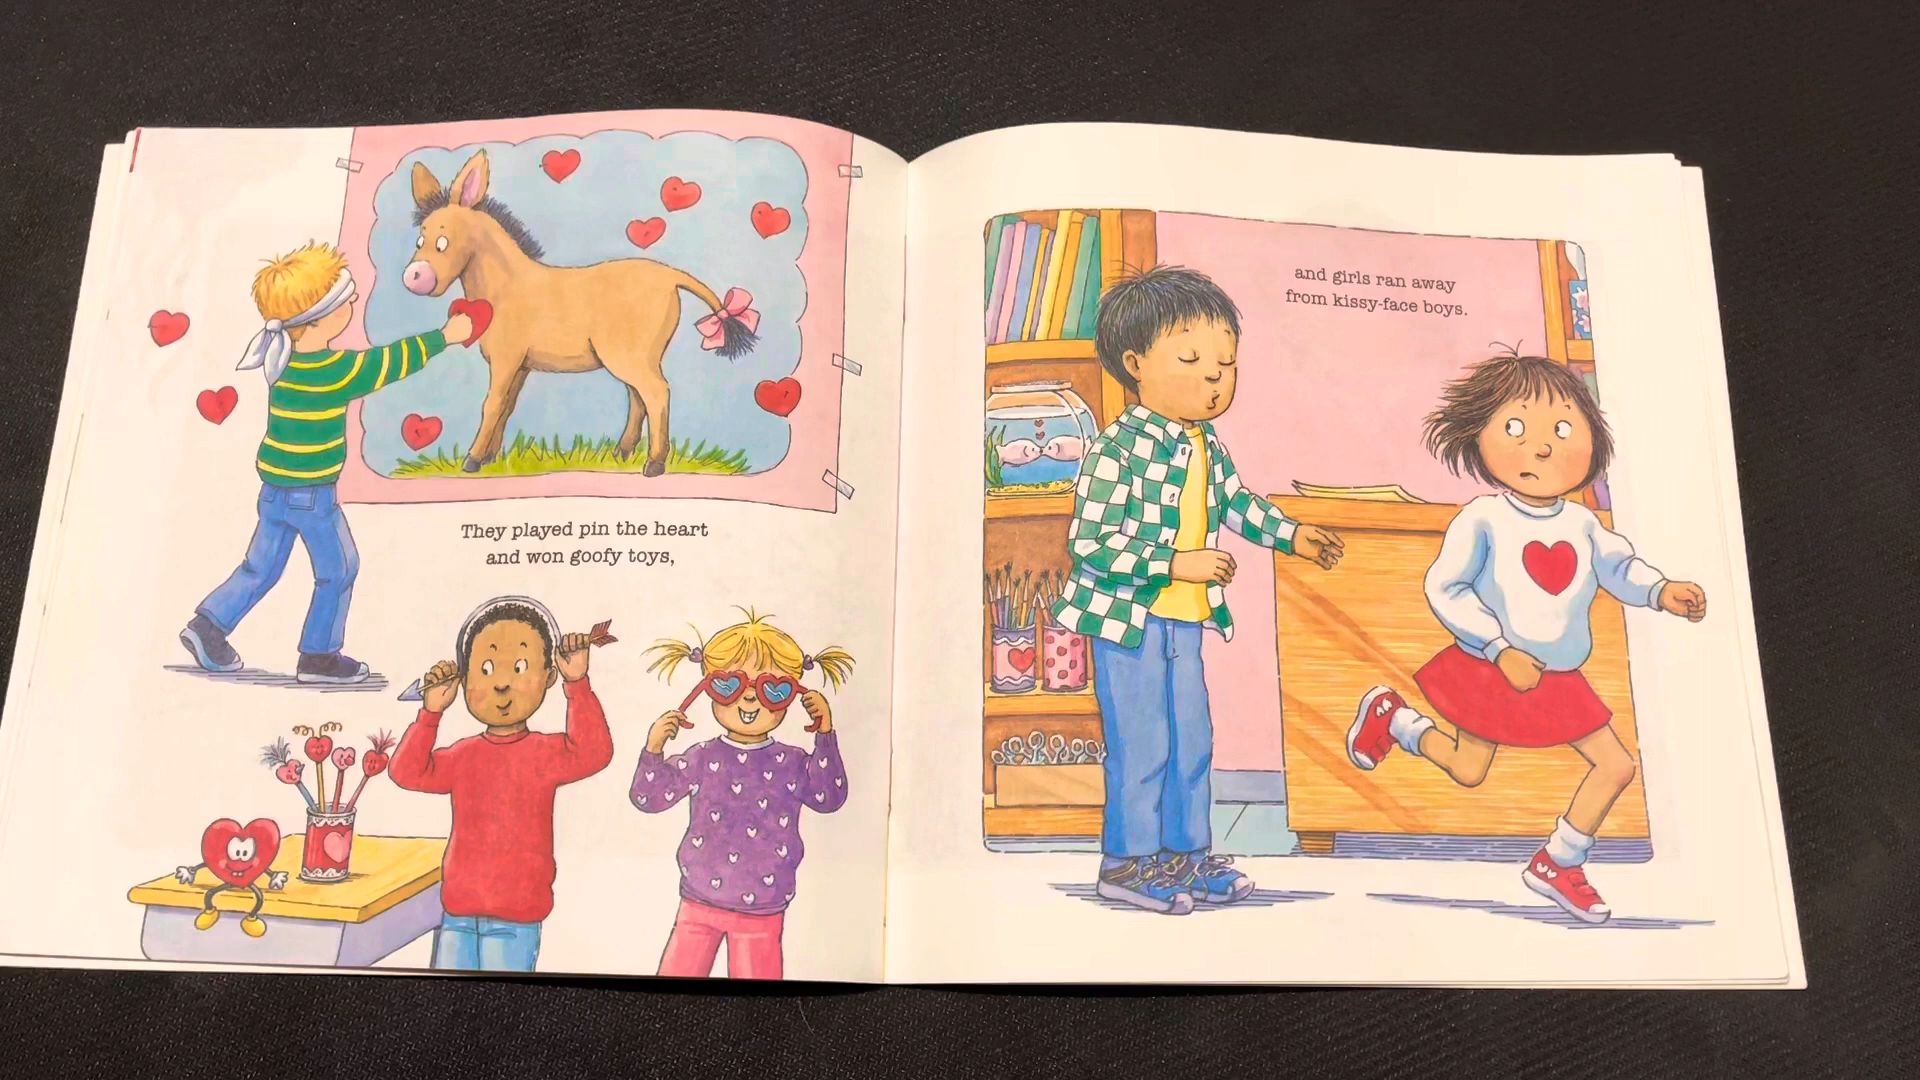 They played pin the heart
and won goofy toys,
and girls ran away
from kissy-face boys.